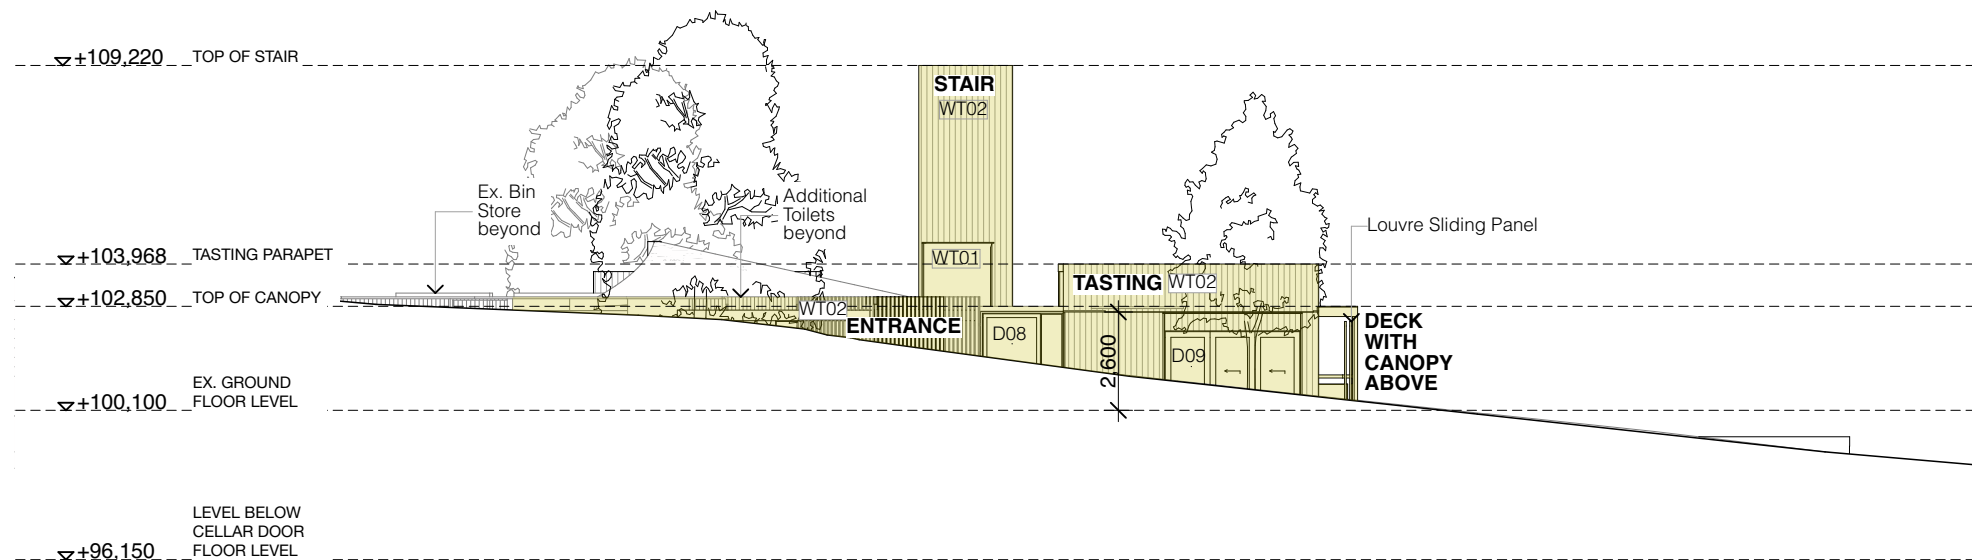 +109,220 TOP OF STAIR
STAIR
WT02
Ex. Bin
Store
beyond
Additional
Toilets
beyond
Louvre Sliding Panel
+103,968 TASTING PARAPET
WT01
TASTING WT02
+102,850 TOP OF CANOPY
WT02
ENTRANCE
D08
D09
2,600
DECK
WITH
CANOPY
ABOVE
EX. GROUND
+100,100 FLOOR LEVEL
LEVEL BELOW
CELLAR DOOR
+96,150 FLOOR LEVEL